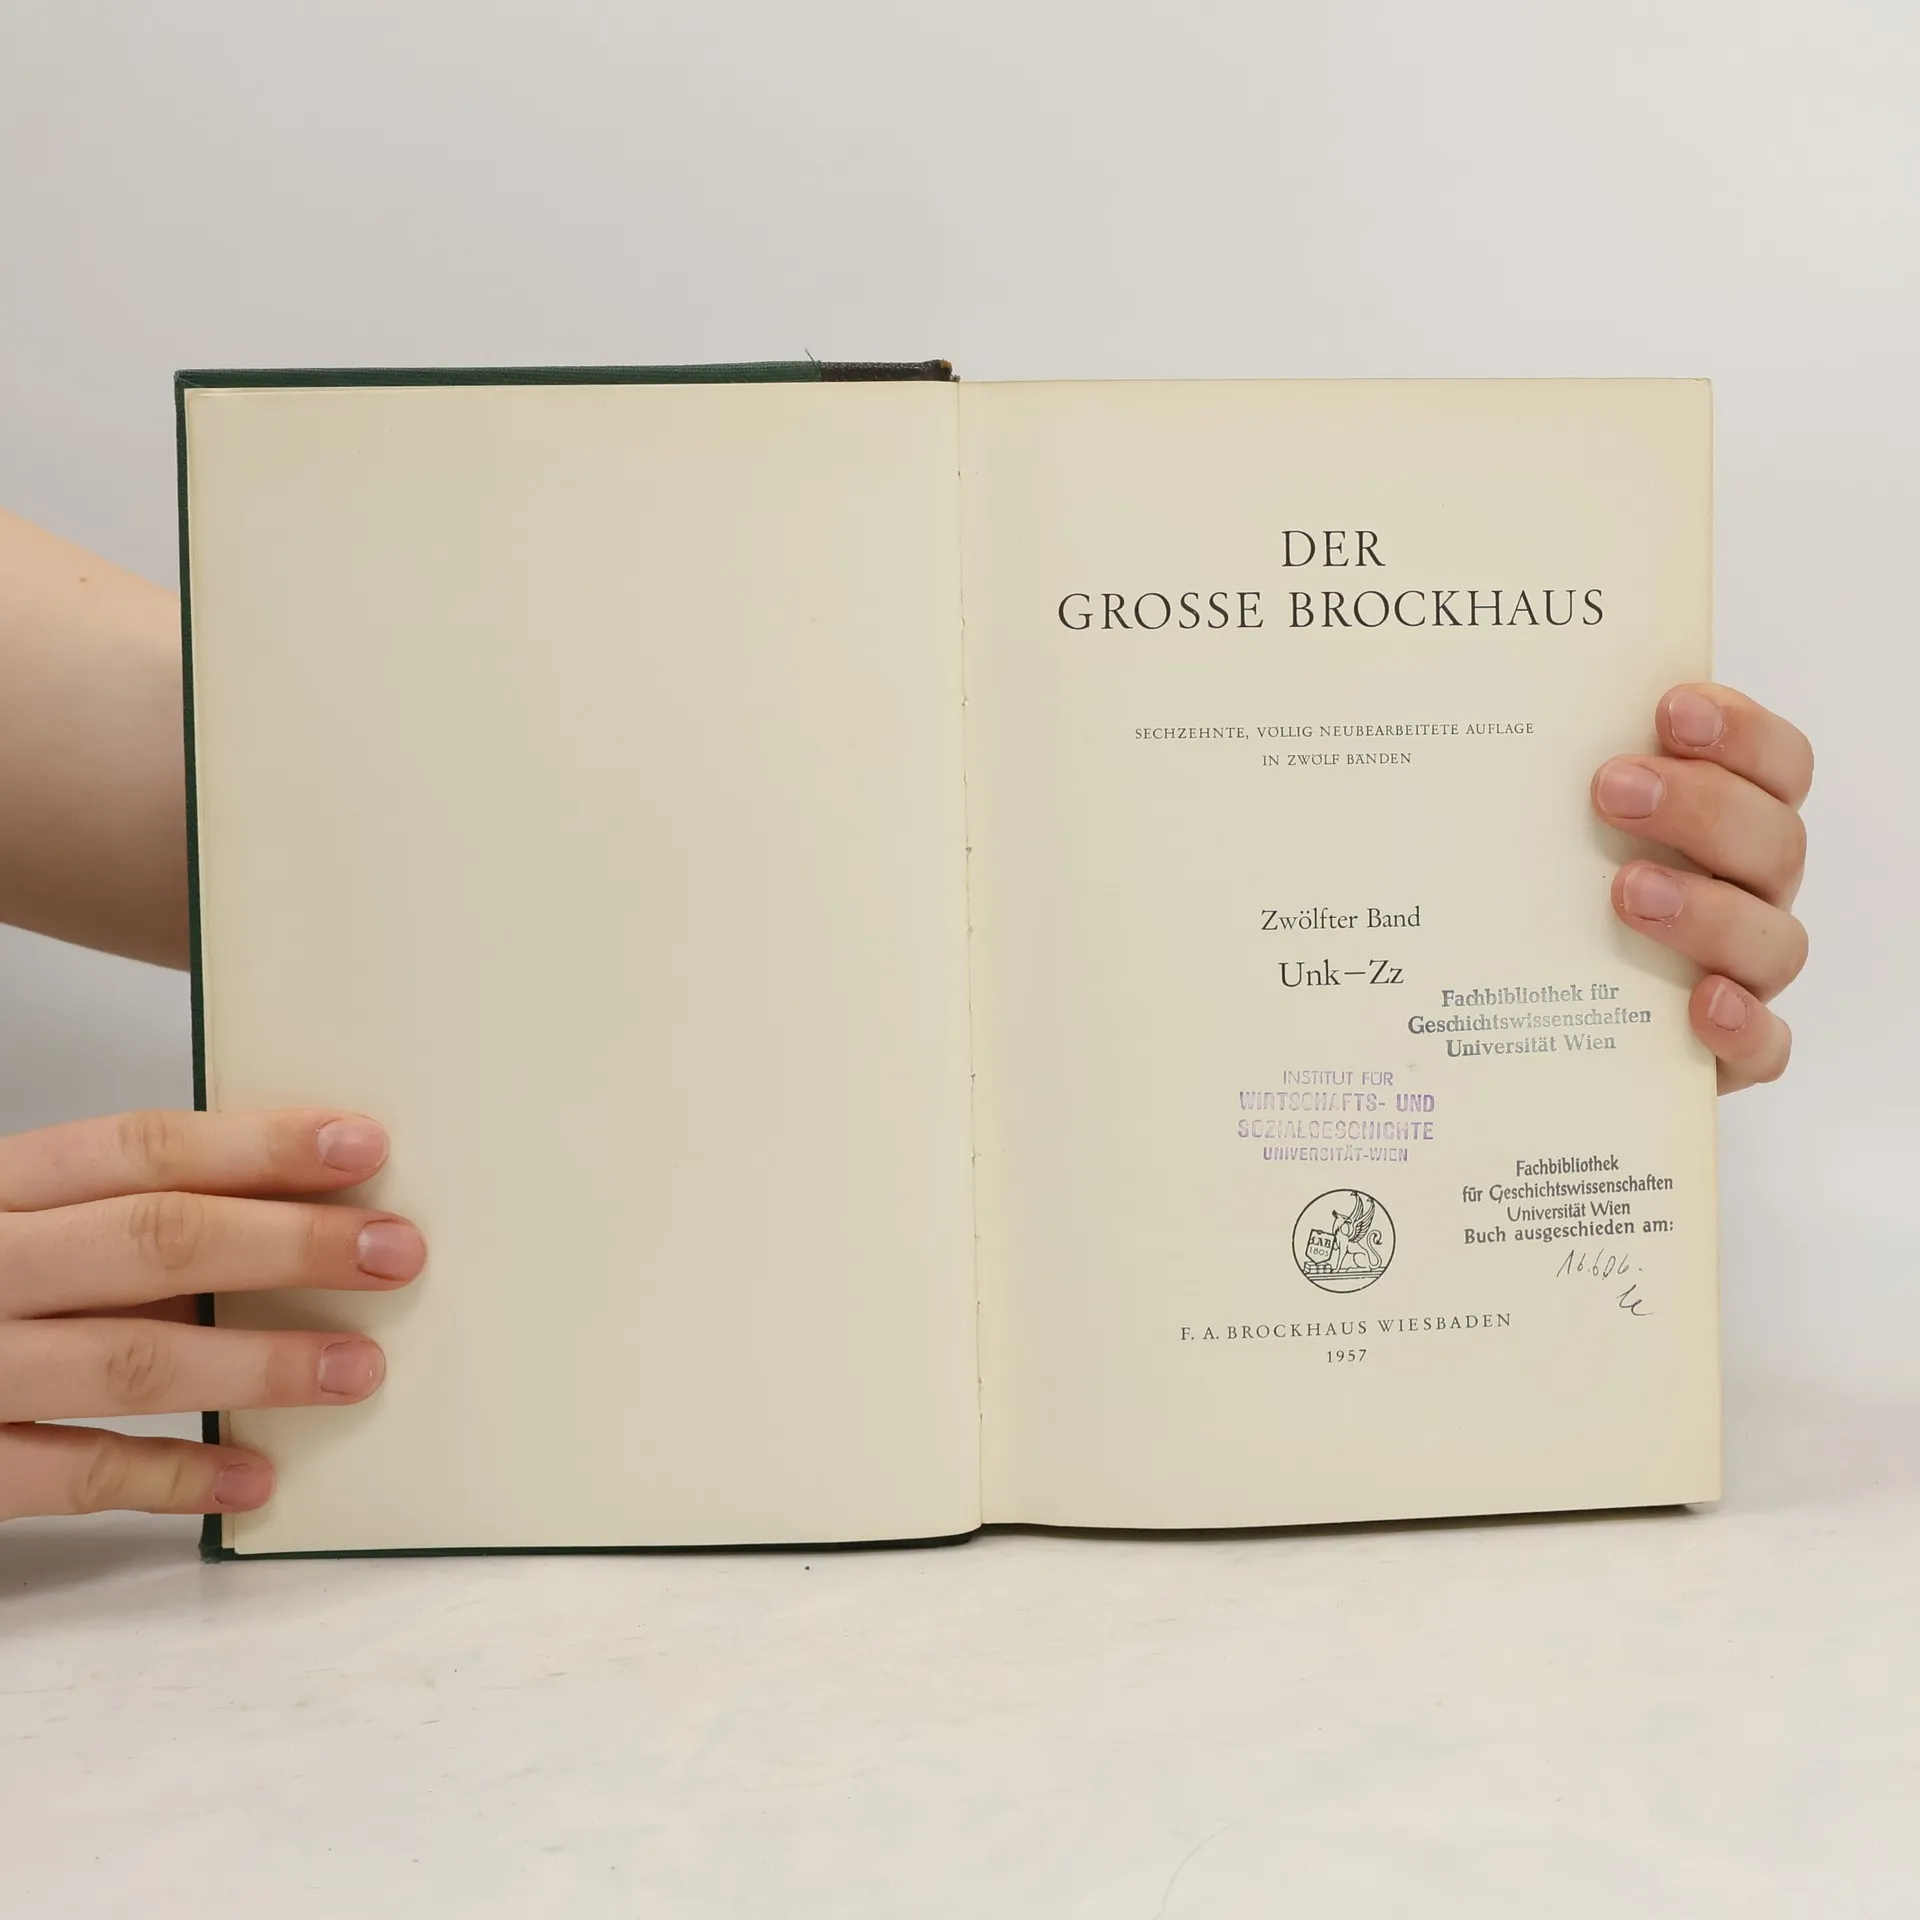 DER
GROSSE BROCKHAUS
SECHZEHNTE, VÖLLIG NEUBEARBEITETE AUFLAGE
IN ZWÖLF BÄNDEN
Zwölfter Band
Unk—Zz
Fachbibliothek für
Geschichtswissenschaften
Universität Wien
INSTITUT FÜR
WIRTSCHAFTS- UND
SOZIALGESCHICHTE
UNIVERSITÄT-WIEN
Fachbibliothek
für Geschichtswissenschaften
Universität Wien
Buch ausgeschieden am:
16.6.06.
FAB
1805
F. A. BROCKHAUS WIESBADEN
1957